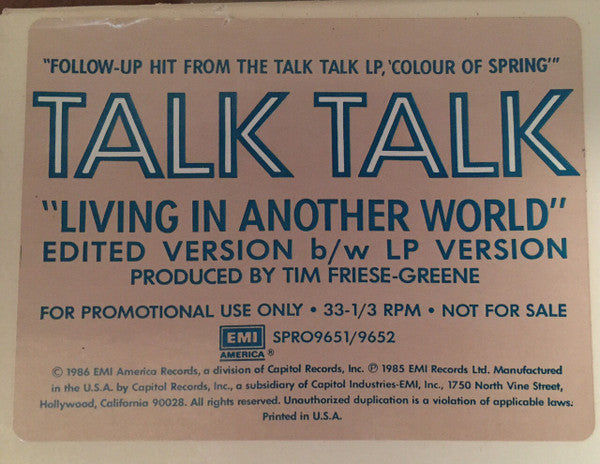 "FOLLOW-UP HIT FROM THE TALK TALK LP, 'COLOUR OF SPRING'"
TALK TALK
"LIVING IN ANOTHER WORLD"
EDITED VERSION b/w LP VERSION
PRODUCED BY TIM FRIESE-GREENE
FOR PROMOTIONAL USE ONLY • 33-1/3 RPM • NOT FOR SALE
EMI
AMERICA ® SPRO9651/9652
© 1986 EMI America Records, a division of Capitol Records, Inc. ℗ 1985 EMI Records Ltd. Manufactured
in the U.S.A. by Capitol Records, Inc., a subsidiary of Capitol Industries-EMI, Inc., 1750 North Vine Street,
Hollywood, California 90028. All rights reserved. Unauthorized duplication is a violation of applicable laws.
Printed in U.S.A.